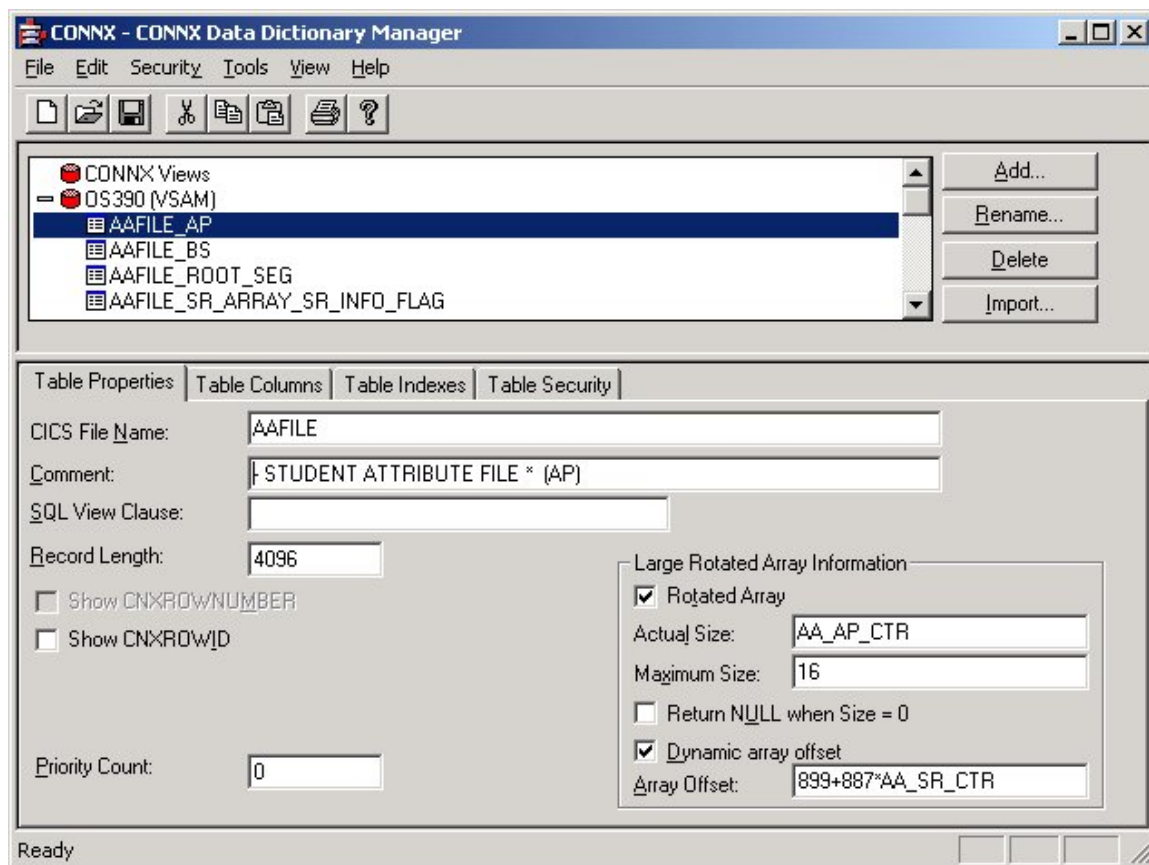 CONNX - CONNX Data Dictionary Manager
File Edit Security Tools View Help
CONNX Views
OS390 (VSAM)
AAFILE_AP
AAFILE_BS
AAFILE_ROOT_SEG
AAFILE_SR_ARRAY_SR_INFO_FLAG
Add...
Rename...
Delete
Import...
Table Properties Table Columns Table Indexes Table Security
CICS File Name: AAFILE
Comment: - STUDENT ATTRIBUTE FILE * (AP)
SQL View Clause:
Record Length: 4096
Show CNXROWNUMBER
Show CNXROWID
Priority Count: 0
Large Rotated Array Information
Rotated Array
Actual Size: AA_AP_CTR
Maximum Size: 16
Return NULL when Size = 0
Dynamic array offset
Array Offset: 899+887*AA_SR_CTR
Ready